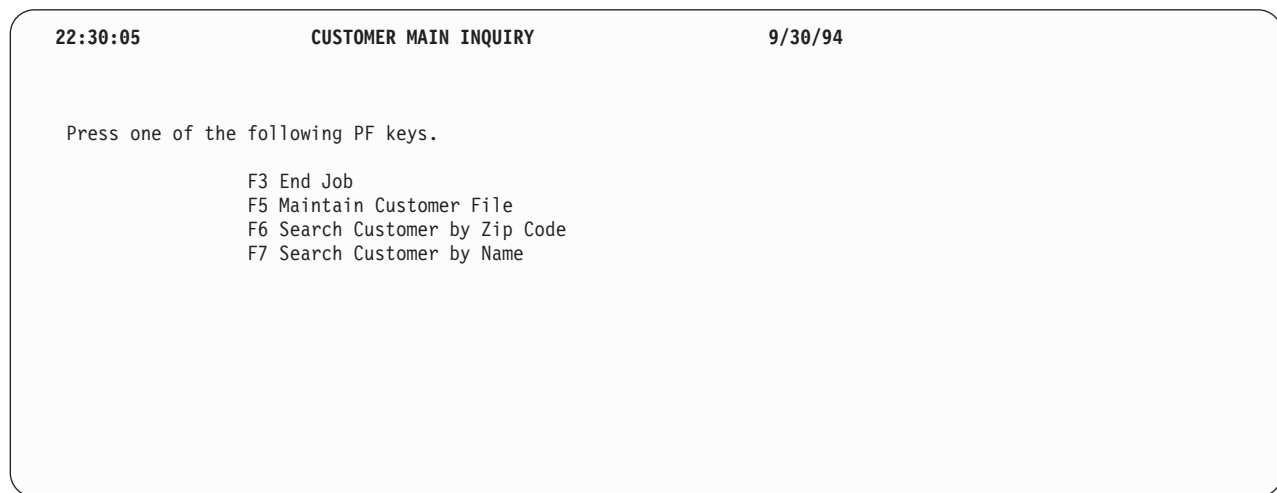 22:30:05 CUSTOMER MAIN INQUIRY 9/30/94
Press one of the following PF keys.
F3 End Job
F5 Maintain Customer File
F6 Search Customer by Zip Code
F7 Search Customer by Name